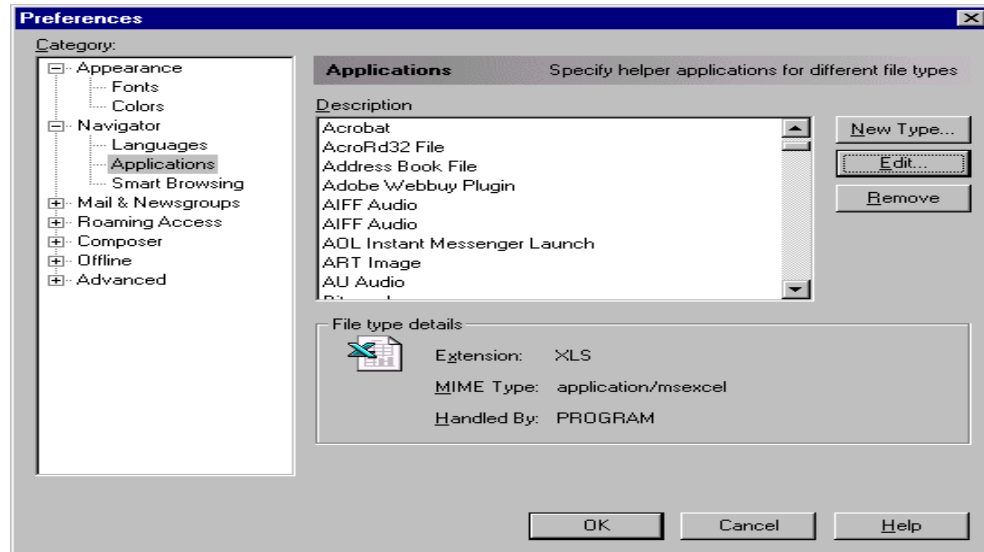 Preferences
Category:
Appearance
Fonts
Colors
Navigator
Languages
Applications
Smart Browsing
Mail & Newsgroups
Roaming Access
Composer
Offline
Advanced
Applications Specify helper applications for different file types
Description
Acrobat
AcroRd32 File
Address Book File
Adobe Webbuy Plugin
AIFF Audio
AIFF Audio
AOL Instant Messenger Launch
ART Image
AU Audio
New Type...
Edit...
Remove
File type details
Extension: XLS
MIME Type: application/msexcel
Handled By: PROGRAM
OK Cancel Help